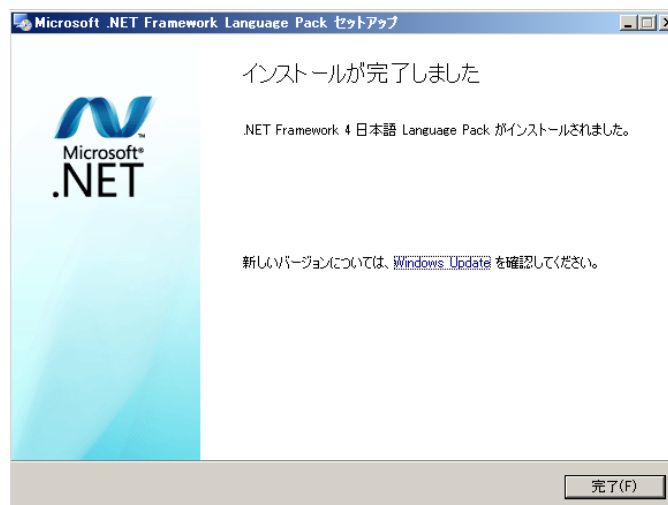 Microsoft .NET Framework Language Pack セットアップ
インストールが完了しました
Microsoft®
.NET
™
.NET Framework 4 日本語 Language Pack がインストールされました。
新しいバージョンについては、Windows Update を確認してください。
完了(F)